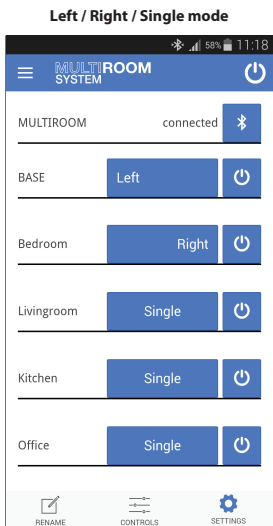 Left / Right / Single mode
58% 11:18
MULTIROOM
SYSTEM
MULTIROOM connected
BASE Left
Bedroom Right
Livingroom Single
Kitchen Single
Office Single
RENAME CONTROLS SETTINGS